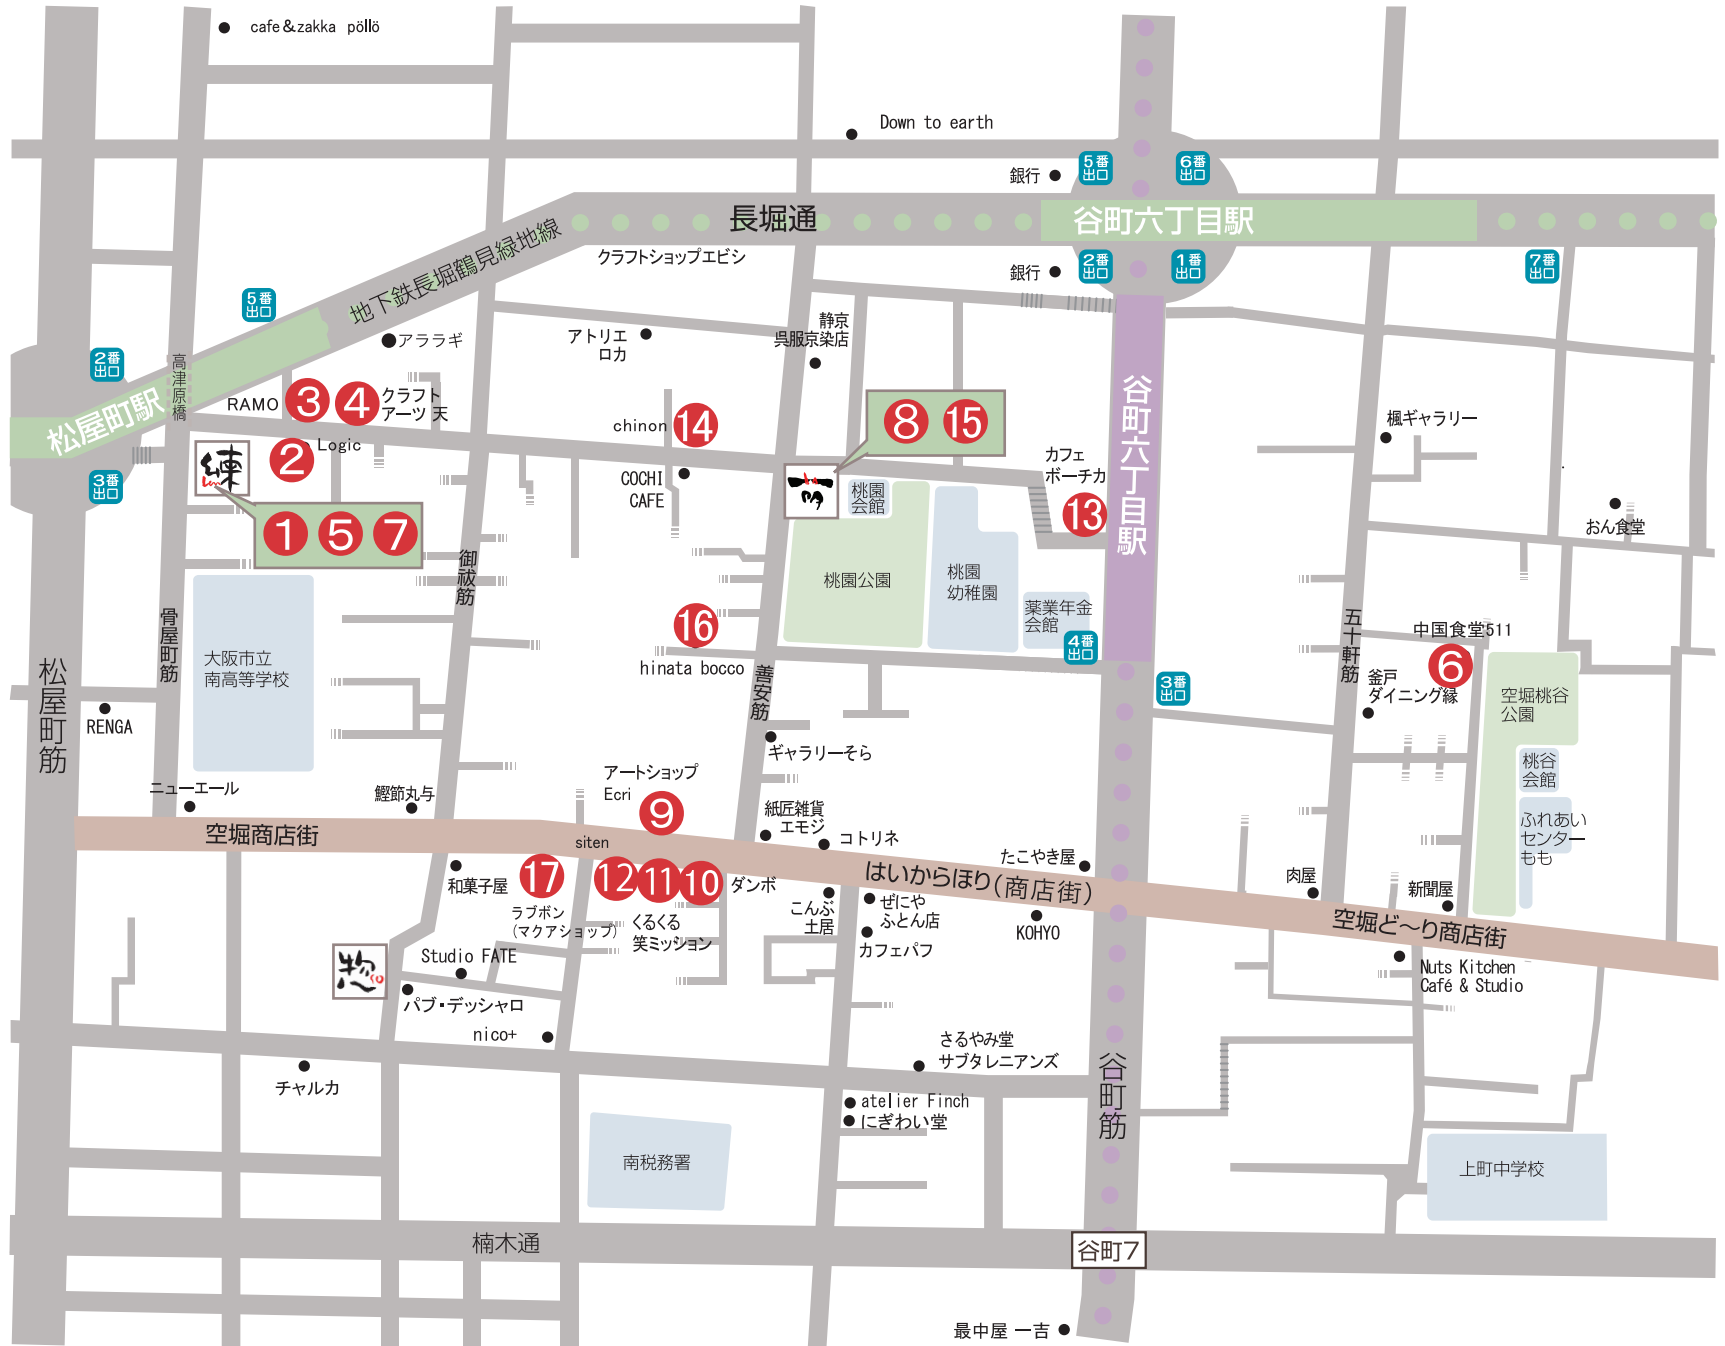 cafe&zakka pöllö
Down to earth
銀行
5番
出口
6番
出口
長堀通
谷町六丁目駅
地下鉄長堀鶴見緑地線
クラフトショップエビシ
銀行
2番
出口
1番
出口
7番
出口
5番
出口
2番
出口
高津原橋
アララギ
アトリエ
ロカ
静京
呉服京染店
松屋町駅
RAMO
3
4
クラフト
アーツ 天
chinon
14
8
15
谷町六丁目駅
楓ギャラリー
3番
出口
練
2
Logic
COCHI
CAFE
桃園
会館
カフェ
ボーチカ
13
おん食堂
1
5
7
御祓筋
桃園公園
桃園
幼稚園
薬業年金
会館
4番
出口
骨屋町筋
大阪市立
南高等学校
16
hinata bocco
善安筋
五十軒筋
中国食堂511
6
釜戸
ダイニング縁
空堀桃谷
公園
3番
出口
松屋町筋
RENGA
ギャラリーそら
桃谷
会館
ニューエール
鰹節丸与
アートショップ
Ecri
9
紙匠雑貨
エモジ
コトリネ
ふれあい
センター
もも
空堀商店街
siten
はいからほり(商店街)
たこやき屋
肉屋
新聞屋
空堀ど〜り商店街
和菓子屋
17
12
11
10
ダンボ
ラブボン
(マクアショップ)
くるくる
笑ミッション
こんぶ
土居
ぜにや
ふとん店
カフェパフ
KOHYO
惣
Studio FATE
パブ・デッシャロ
nico+
Nuts Kitchen
Café & Studio
さるやみ堂
サブタレニアンズ
チャルカ
atelier Finch
にぎわい堂
谷町筋
南税務署
上町中学校
楠木通
谷町7
最中屋 一吉